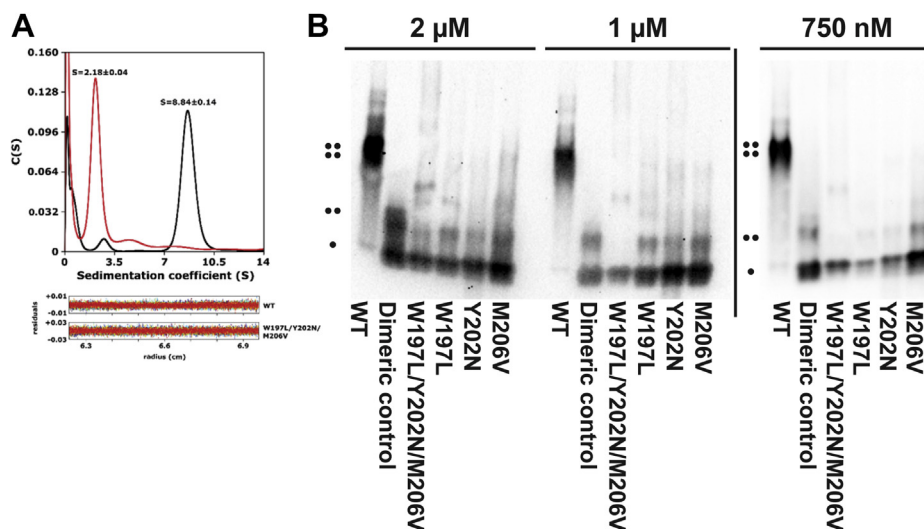 A
B
2 µM
1 µM
750 nM
0.160
0.128
0.096
0.064
0.032
0
C(S)
S=2.18±0.04
S=8.84±0.14
0 3.5 7 10.5 14
Sedimentation coefficient (S)
+0.01
-0.01
WT
+0.03
-0.03
W197L/Y202N/
M206V
residuals
6.3 6.6 6.9
radius (cm)
WT
Dimeric control
W197L/Y202N/M206V
W197L
Y202N
M206V
WT
Dimeric control
W197L/Y202N/M206V
W197L
Y202N
M206V
WT
Dimeric control
W197L/Y202N/M206V
W197L
Y202N
M206V